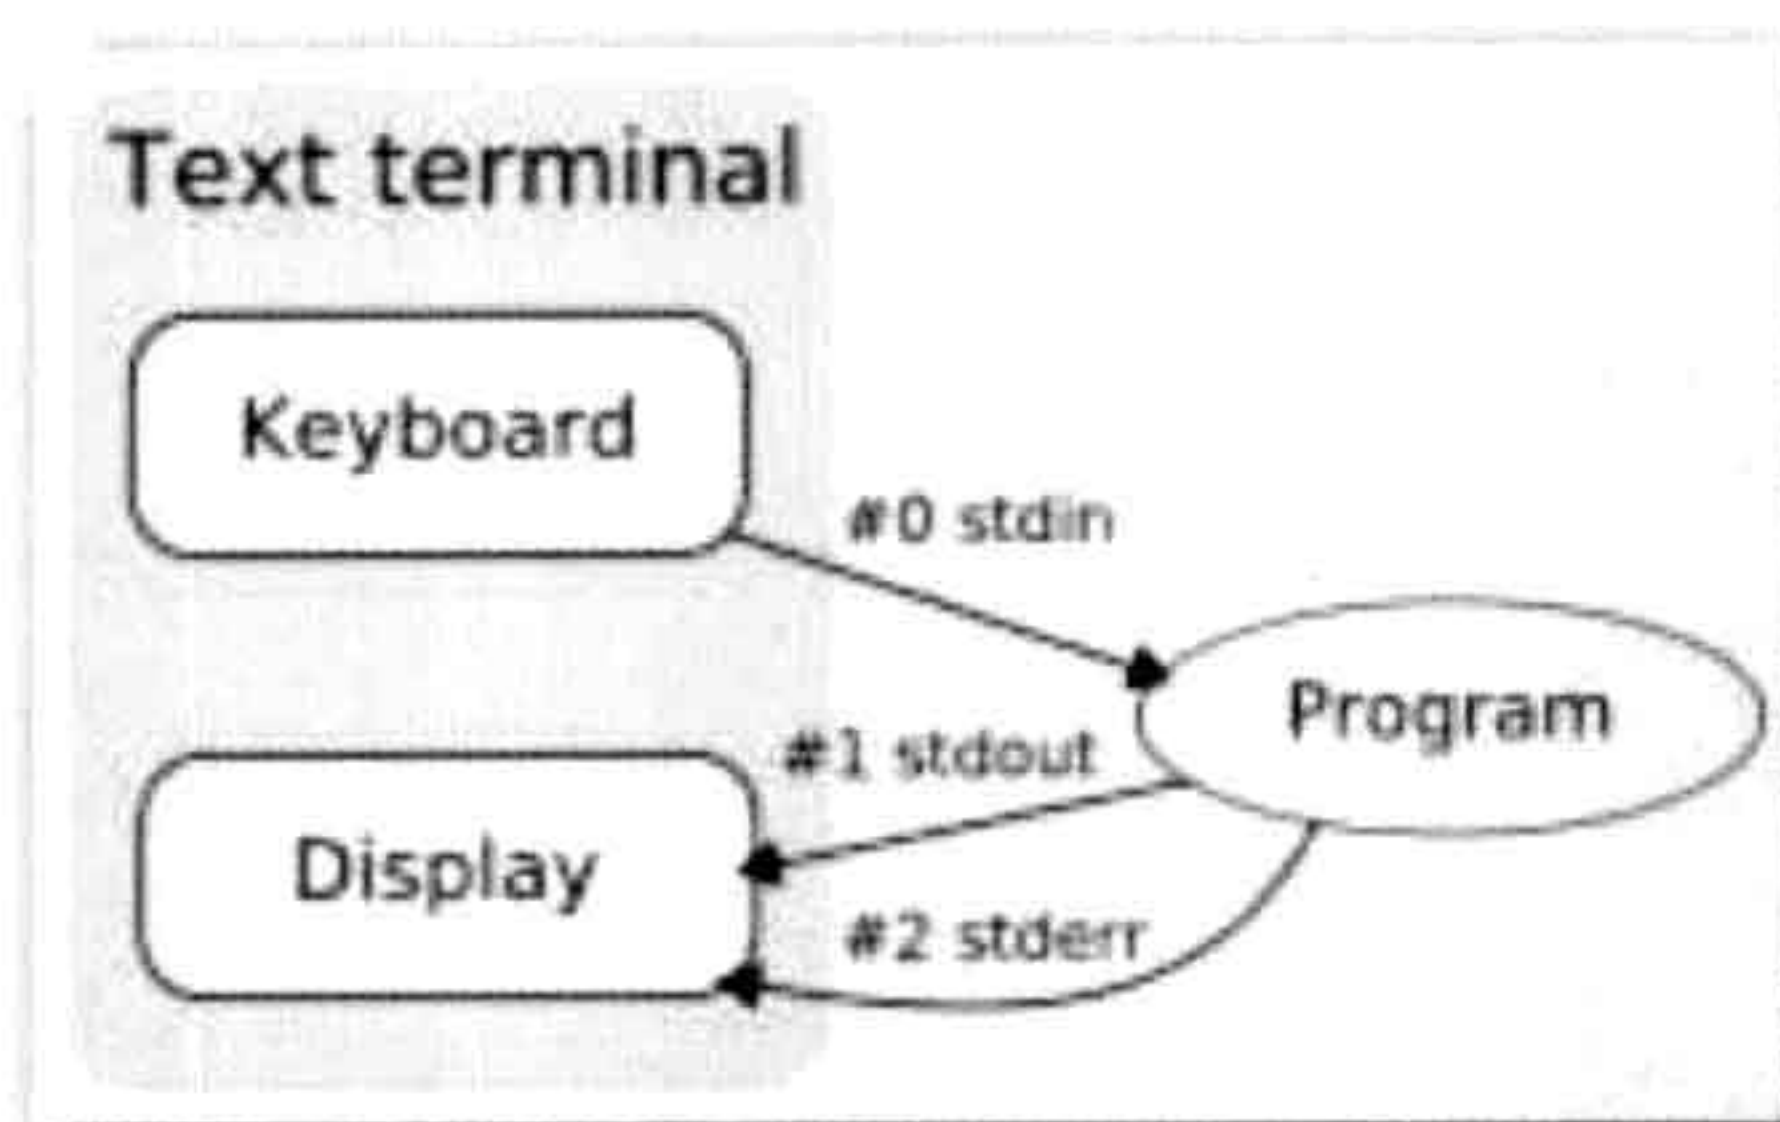 Text terminal
Keyboard
#0 stdin
Program
#1 stdout
Display
#2 stderr